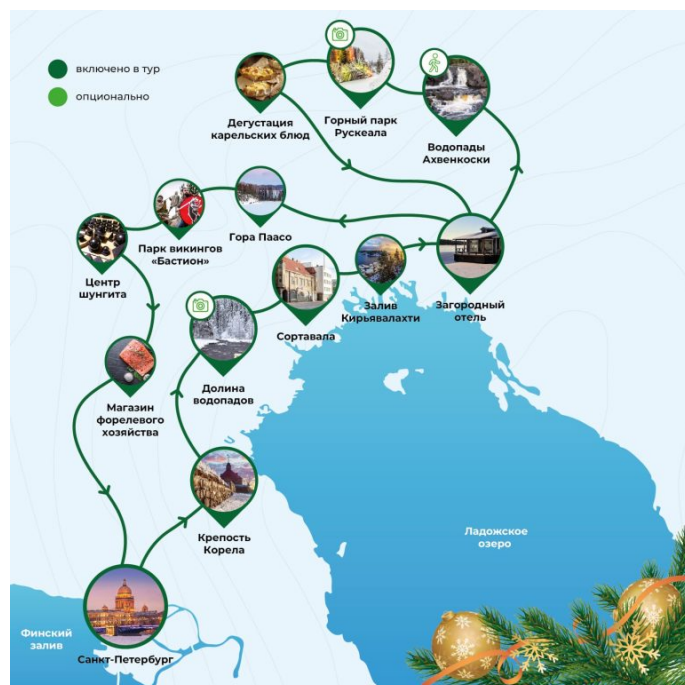 включено в тур
опционально
Дегустация
карельских блюд
Горный парк
Рускеала
Водопады
Ахвенкоски
Парк викингов
«Бастион»
Гора Паасо
Центр
шунгита
Сортавала
Залив
Кирьявалахти
Загородный
отель
Долина
водопадов
Магазин
форелевого
хозяйства
Крепость
Корела
Ладожское
озеро
Финский
залив
Санкт-Петербург